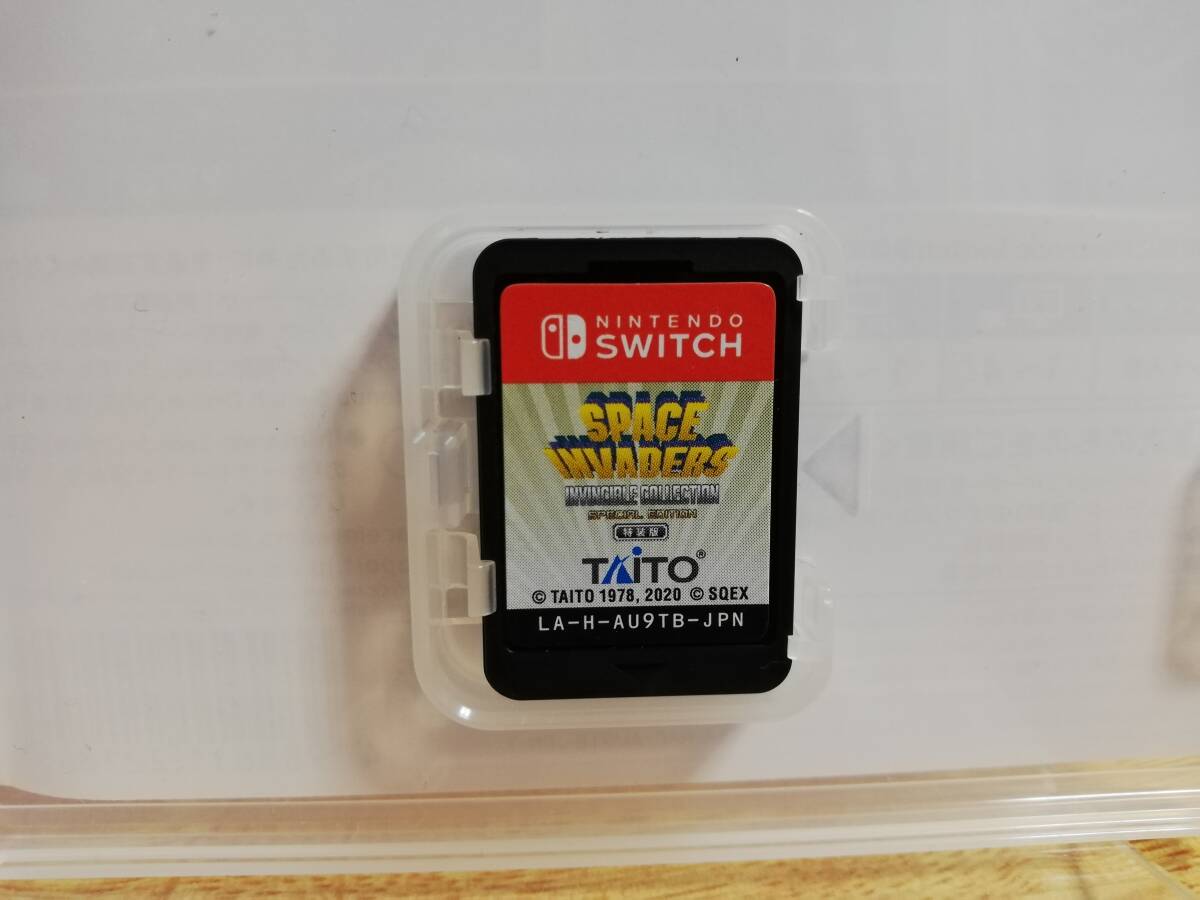 NINTENDO
SWITCH
SPACE
INVADERS
INVINCIBLE COLLECTION
SPECIAL EDITION
特装版
TAITO®
© TAITO 1978, 2020 © SQEX
LA-H-AU9TB-JPN